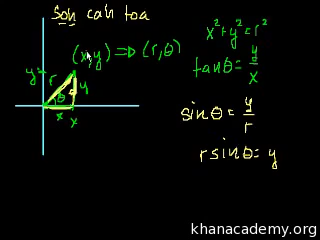 Soh cah toa
(x,y) ⇒ (r,θ)
x²+y²=r²
tanθ = y/x
y
r
y
θ
x
x
sinθ = y/r
r sinθ = y
khanacademy.org